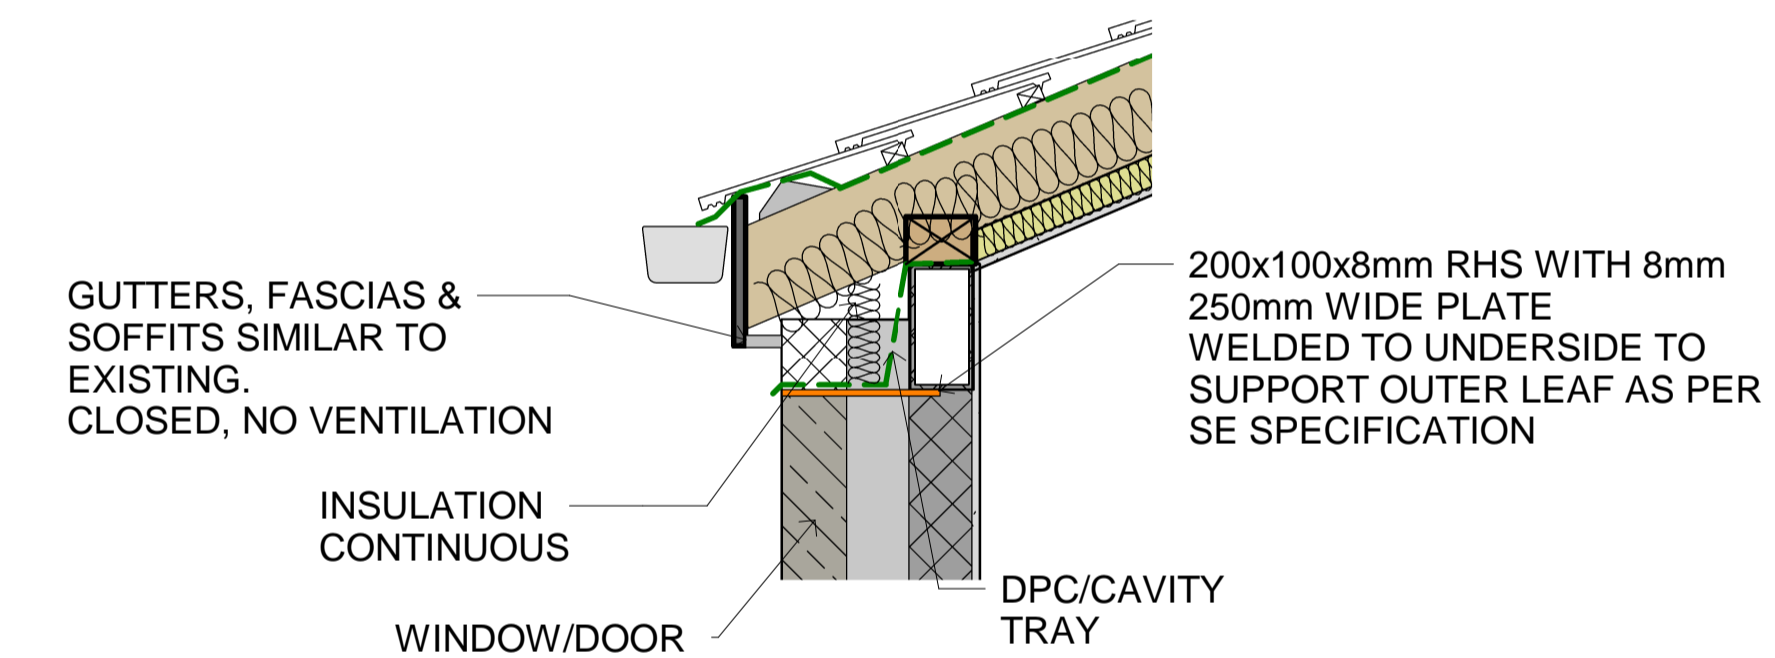 GUTTERS, FASCIAS &
SOFFITS SIMILAR TO
EXISTING.
CLOSED, NO VENTILATION
INSULATION
CONTINUOUS
WINDOW/DOOR
200x100x8mm RHS WITH 8mm
250mm WIDE PLATE
WELDED TO UNDERSIDE TO
SUPPORT OUTER LEAF AS PER
SE SPECIFICATION
DPC/CAVITY
TRAY